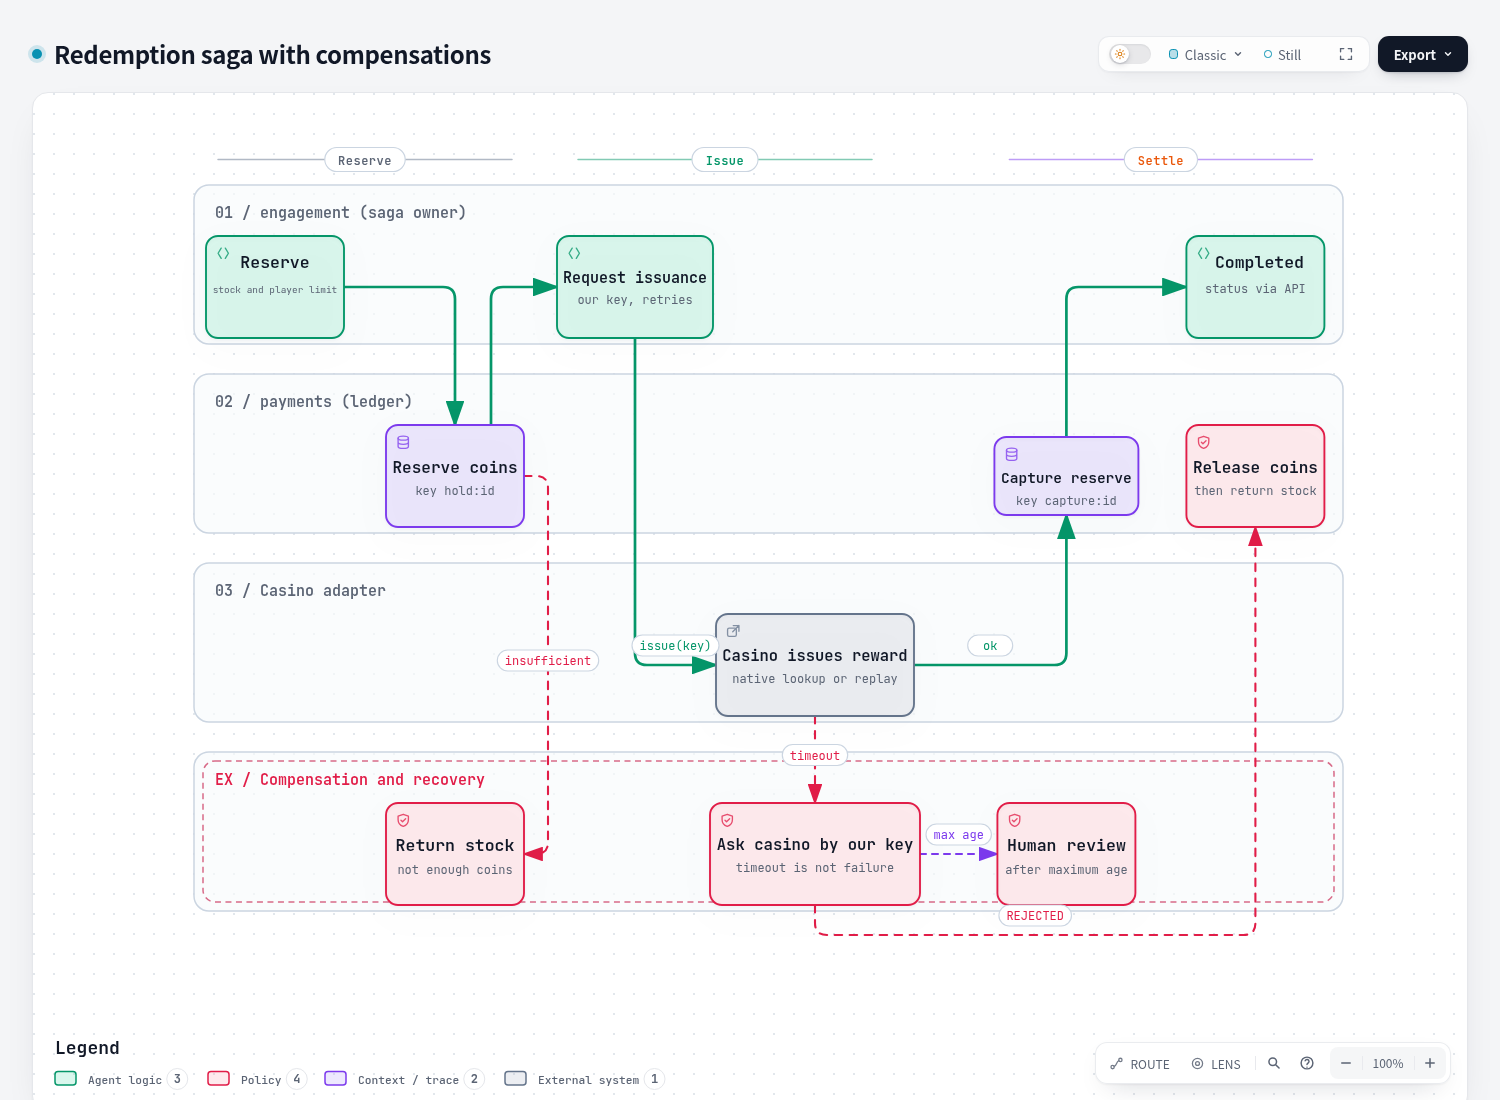 Redemption saga with compensations
Classic
Still
Export
Reserve
Issue
Settle
01 / engagement (saga owner)
Reserve
stock and player limit
Request issuance
our key, retries
Completed
status via API
02 / payments (ledger)
Reserve coins
key hold:id
Capture reserve
key capture:id
Release coins
then return stock
03 / Casino adapter
issue(key)
Casino issues reward
native lookup or replay
ok
insufficient
timeout
EX / Compensation and recovery
Return stock
not enough coins
Ask casino by our key
timeout is not failure
max age
Human review
after maximum age
REJECTED
Legend
Agent logic 3
Policy 4
Context / trace 2
External system 1
ROUTE
LENS
100%